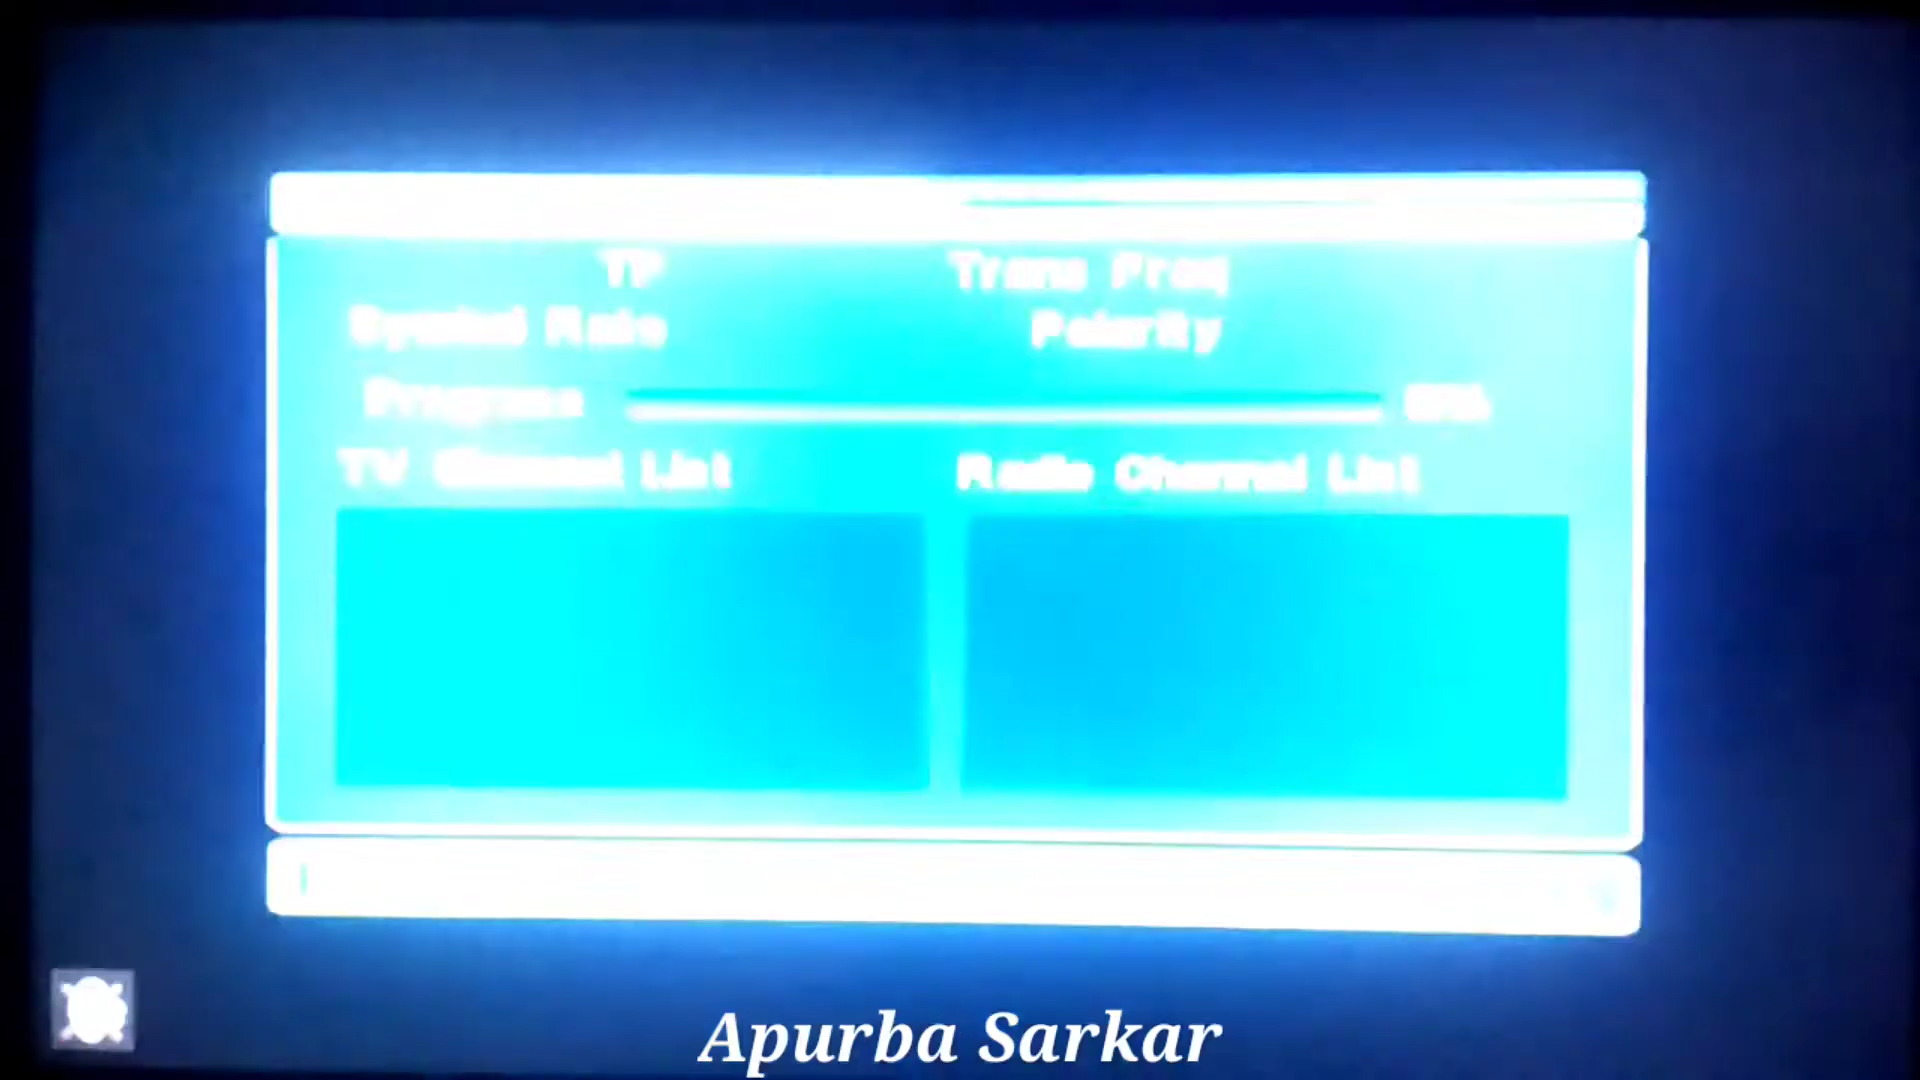 TP Trans Freq
Symbol Rate Polarity
Progress
TV Channel List Radio Channel List
Apurba Sarkar